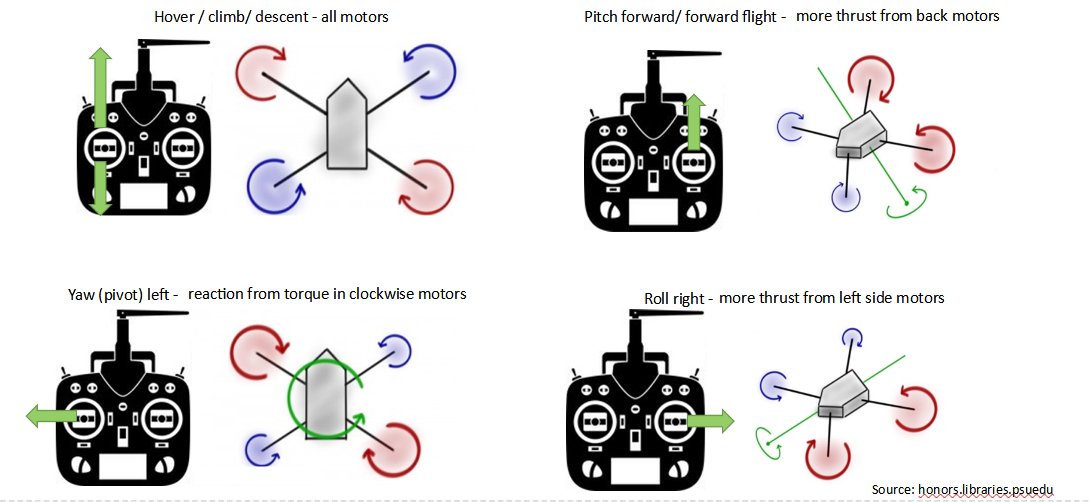 Hover / climb/ descent - all motors
Pitch forward/ forward flight - more thrust from back motors
Yaw (pivot) left - reaction from torque in clockwise motors
Roll right - more thrust from left side motors
Source: honors.libraries.psuedu